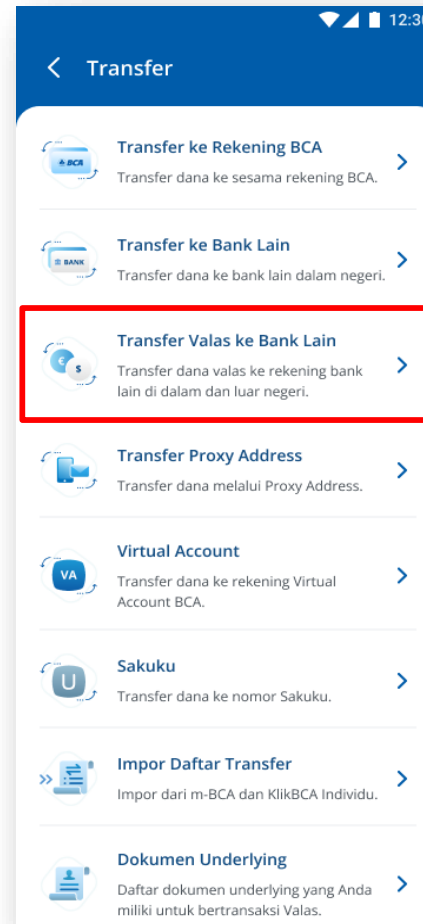 12:30
Transfer
BCA
Transfer ke Rekening BCA
Transfer dana ke sesama rekening BCA.
BANK
Transfer ke Bank Lain
Transfer dana ke bank lain dalam negeri.
€
$
Transfer Valas ke Bank Lain
Transfer dana valas ke rekening bank
lain di dalam dan luar negeri.
Transfer Proxy Address
Transfer dana melalui Proxy Address.
VA
Virtual Account
Transfer dana ke rekening Virtual
Account BCA.
U
Sakuku
Transfer dana ke nomor Sakuku.
Impor Daftar Transfer
Impor dari m-BCA dan KlikBCA Individu.
Dokumen Underlying
Daftar dokumen underlying yang Anda
miliki untuk bertransaksi Valas.